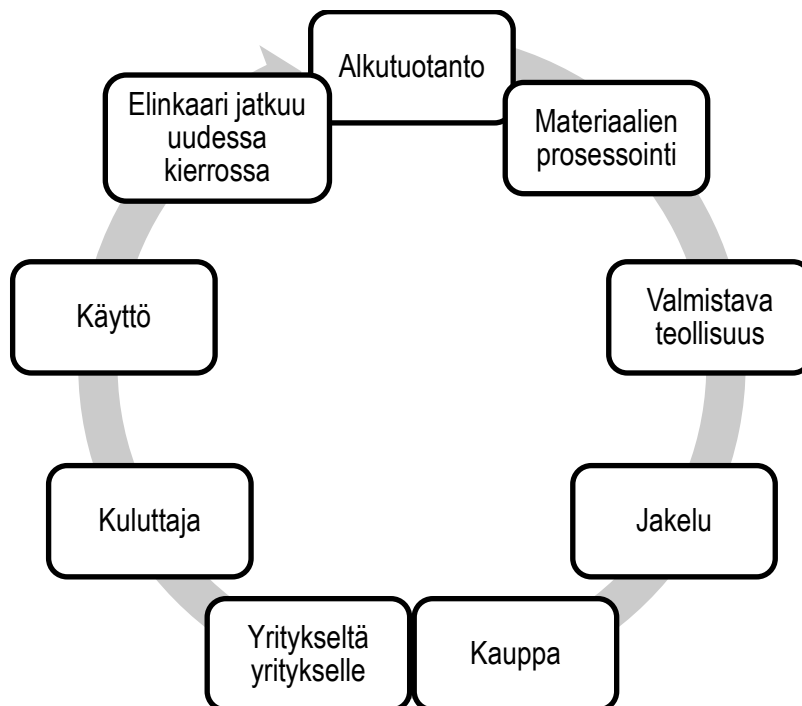 Alkutuotanto
Materiaalien
prosessointi
Valmistava
teollisuus
Jakelu
Kauppa
Yritykseltä
yritykselle
Kuluttaja
Käyttö
Elinkaari jatkuu
uudessa
kierrossa